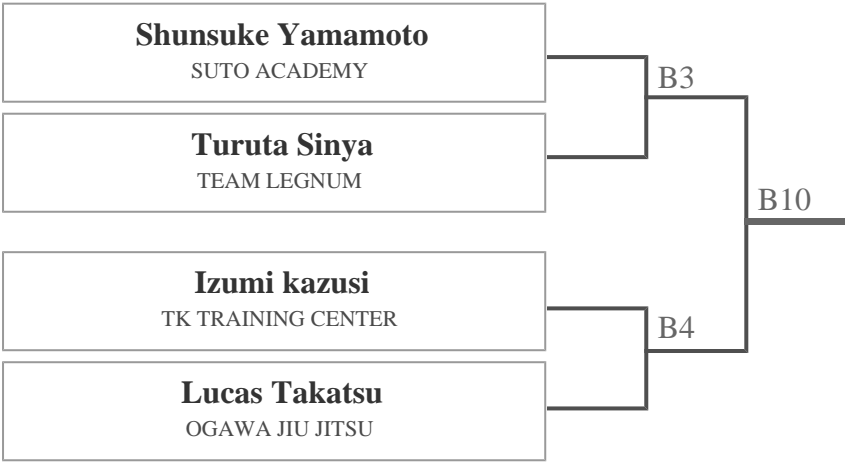 Shunsuke Yamamoto
SUTO ACADEMY
B3
Turuta Sinya
TEAM LEGNUM
B10
Izumi kazusi
TK TRAINING CENTER
B4
Lucas Takatsu
OGAWA JIU JITSU